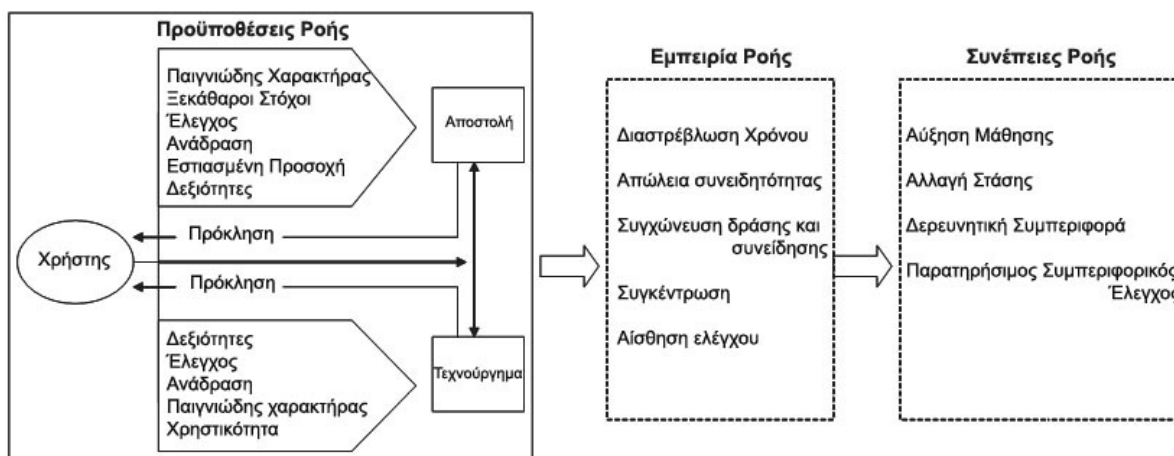 Προϋποθέσεις Ροής
Παιγνιώδης Χαρακτήρας
Ξεκάθαροι Στόχοι
Έλεγχος
Ανάδραση
Εστιασμένη Προσοχή
Δεξιότητες
Αποστολή
Πρόκληση
Χρήστης
Πρόκληση
Δεξιότητες
Έλεγχος
Ανάδραση
Παιγνιώδης χαρακτήρας
Χρηστικότητα
Τεχνούργημα
Εμπειρία Ροής
Διαστρέβλωση Χρόνου
Απώλεια συνειδητότητας
Συγχώνευση δράσης και
συνείδησης
Συγκέντρωση
Αίσθηση ελέγχου
Συνέπειες Ροής
Αύξηση Μάθησης
Αλλαγή Στάσης
Δερευνητική Συμπεριφορά
Παρατηρήσιμος Συμπεριφορικός
Έλεγχος